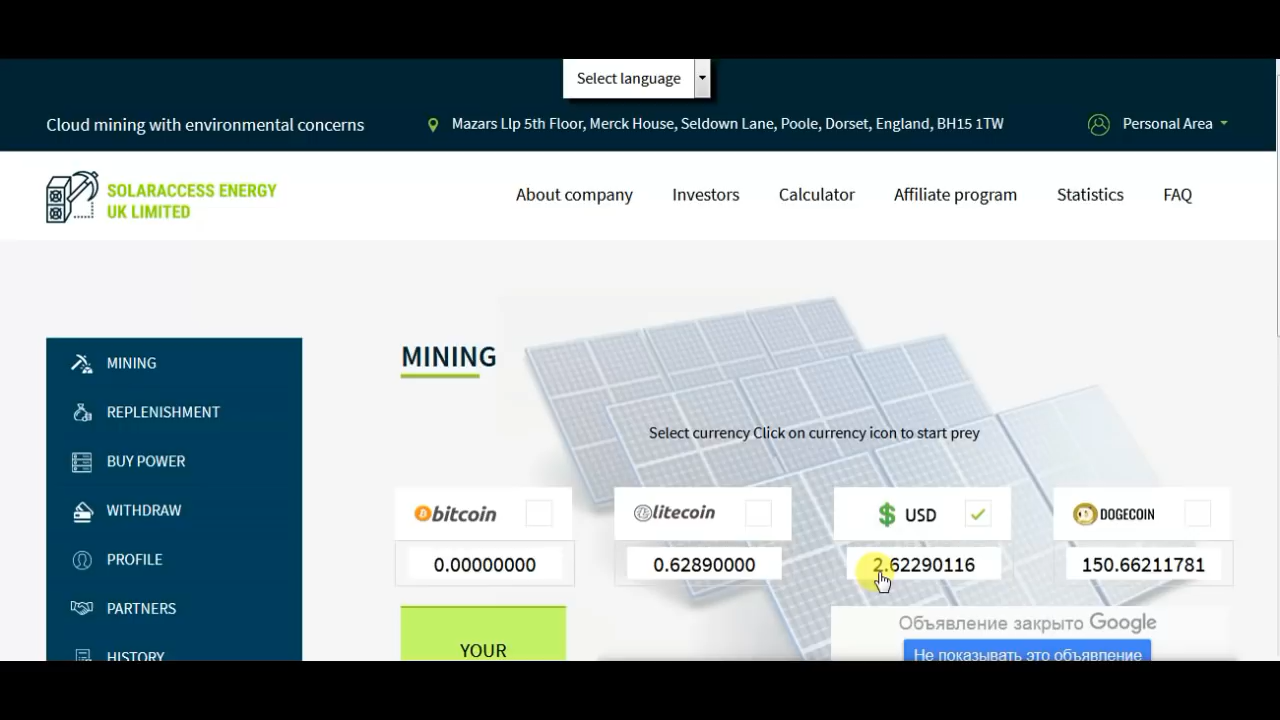 Select language
Cloud mining with environmental concerns
Mazars Llp 5th Floor, Merck House, Seldown Lane, Poole, Dorset, England, BH15 1TW
Personal Area
SOLARACCESS ENERGY
UK LIMITED
About company
Investors
Calculator
Affiliate program
Statistics
FAQ
MINING
REPLENISHMENT
BUY POWER
WITHDRAW
PROFILE
PARTNERS
HISTORY
MINING
Select currency Click on currency icon to start prey
bitcoin
litecoin
$ USD
DOGECOIN
0.00000000
0.62890000
2.62290116
150.66211781
YOUR
Объявление закрыто Google
Не показывать это объявление